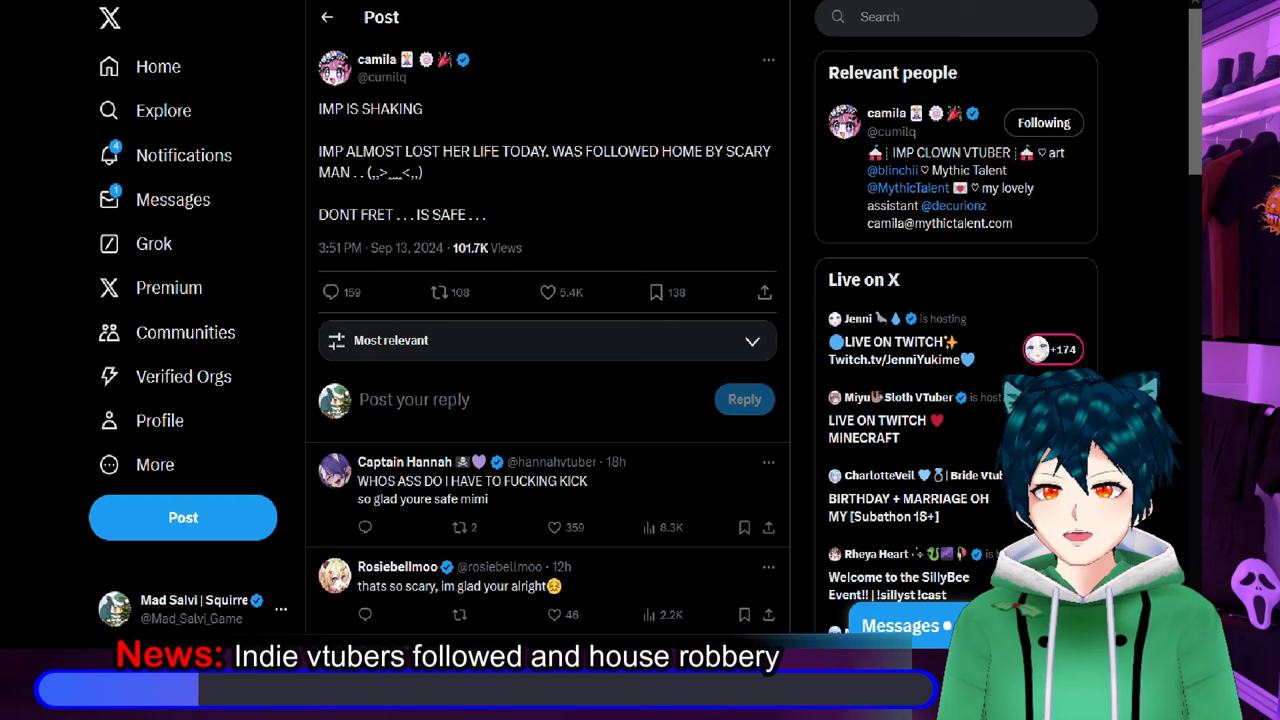 Home
Explore
4
Notifications
1
Messages
Grok
Premium
Communities
Verified Orgs
Profile
More
Post
Mad Salvi | Squirre
@Mad_Salvi_Game
Post
camila
@cumilq
IMP IS SHAKING
IMP ALMOST LOST HER LIFE TODAY. WAS FOLLOWED HOME BY SCARY
MAN . . (,,>﹏<,,)
DONT FRET . . . IS SAFE . . .
3:51 PM · Sep 13, 2024 · 101.7K Views
159 108 5.4K 138
Most relevant
Post your reply
Reply
Captain Hannah @hannahvtuber · 18h
WHOS ASS DO I HAVE TO FUCKING KICK
so glad youre safe mimi
2 359 8.3K
Rosiebellmoo @rosiebellmoo · 12h
thats so scary, im glad your alright😣
46 2.2K
Search
Relevant people
camila
@cumilq
Following
🎪┊IMP CLOWN VTUBER┊🎪 ♡ art
@blinchii ♡ Mythic Talent
@MythicTalent 💌 ♡ my lovely
assistant @decurionz
camila@mythictalent.com
Live on X
Jenni is hosting
🔵LIVE ON TWITCH✨
Twitch.tv/JenniYukime🩵
+174
Miyu🦥Sloth VTuber is host
LIVE ON TWITCH ♥
MINECRAFT
CharlotteVeil | Bride Vtub
BIRTHDAY + MARRIAGE OH
MY [Subathon 18+]
Rheya Heart is
Welcome to the SillyBee
Event!! | !sillyst !cast
Messages
News: Indie vtubers followed and house robbery